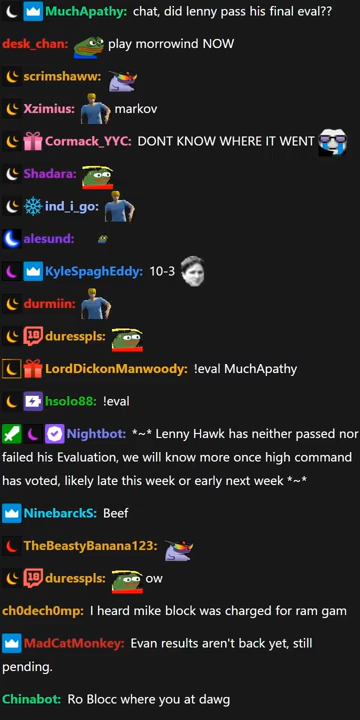 MuchApathy: chat, did lenny pass his final eval??
desk_chan: play morrowind NOW
scrimshaww:
Xzimius: markov
Cormack_YYC: DONT KNOW WHERE IT WENT
Shadara:
ind_i_go:
alesund:
KyleSpaghEddy: 10-3
durmiin:
18 duresspls:
LordDickonManwoody: !eval MuchApathy
hsolo88: !eval
Nightbot: *~* Lenny Hawk has neither passed nor
failed his Evaluation, we will know more once high command
has voted, likely late this week or early next week *~*
NinebarckS: Beef
TheBeastyBanana123:
18 duresspls: ow
ch0dech0mp: I heard mike block was charged for ram gam
MadCatMonkey: Evan results aren't back yet, still
pending.
Chinabot: Ro Blocc where you at dawg